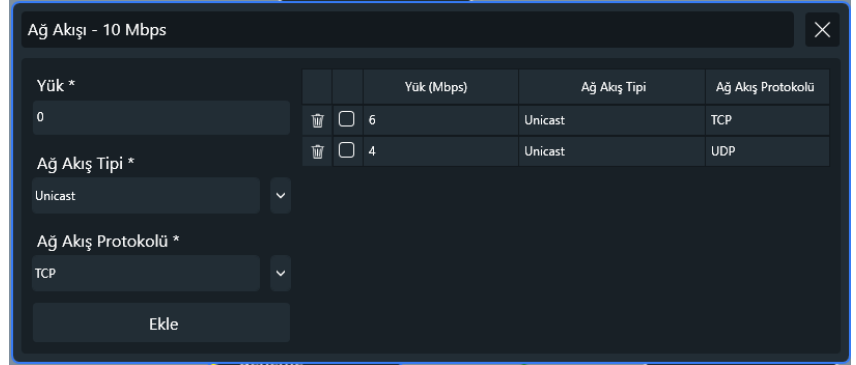 Ağ Akışı - 10 Mbps
Yük *
0
Ağ Akış Tipi *
Unicast
Ağ Akış Protokolü *
TCP
Ekle
Yük (Mbps) Ağ Akış Tipi Ağ Akış Protokolü
6 Unicast TCP
4 Unicast UDP